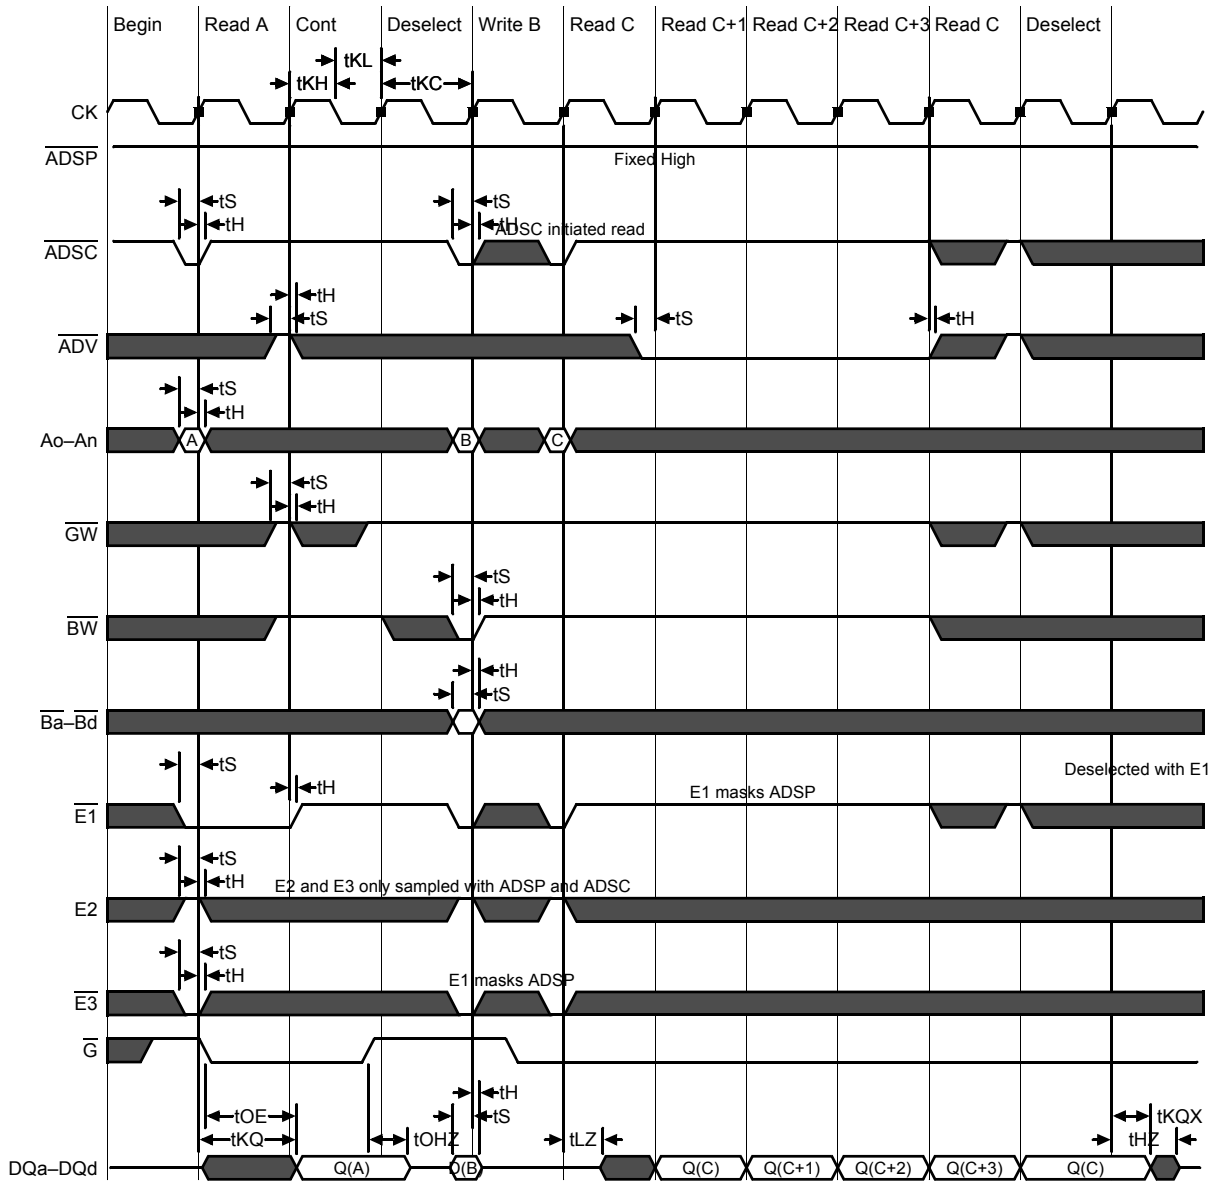 Begin Read A Cont Deselect Write B Read C Read C+1 Read C+2 Read C+3 Read C Deselect
tKL
tKH tKC
CK
ADSP
Fixed High
tS tS
tH tH
ADSC initiated read
ADSC
tH
tS tS tH
ADV
tS
tH
Ao–An A B C
tS
tH
GW
tS
tH
BW
tH
tS
Ba–Bd
tS Deselected with E1
tH
E1 masks ADSP
E1
tS
tH
E2 and E3 only sampled with ADSP and ADSC
E2
tS
tH
E1 masks ADSP
E3
G
tH
tOE tS tKQX
tKQ tOHZ tLZ tHZ
DQa–DQd Q(A) D(B Q(C) Q(C+1) Q(C+2) Q(C+3) Q(C)